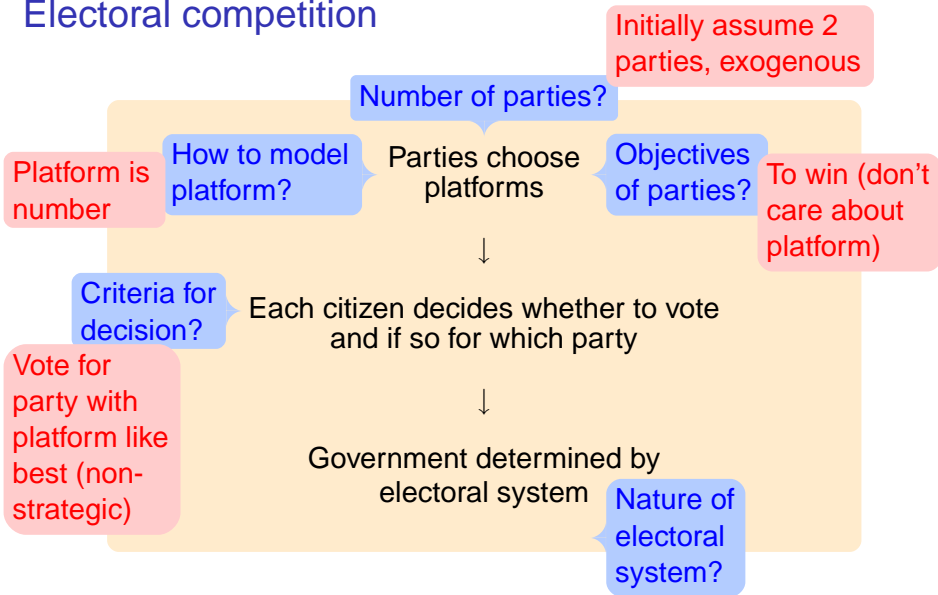 Electoral competition
Initially assume 2
parties, exogenous
Number of parties?
Platform is
number
How to model
platform?
Parties choose
platforms
Objectives
of parties?
To win (don't
care about
platform)
↓
Criteria for
decision?
Each citizen decides whether to vote
and if so for which party
Vote for
party with
platform like
best (non-
strategic)
↓
Government determined by
electoral system
Nature of
electoral
system?